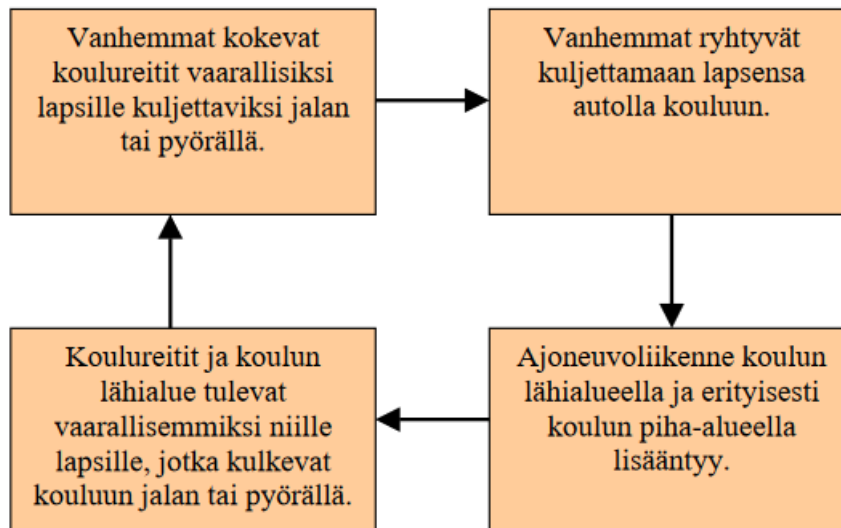 Vanhemmat kokevat
koulureitit vaarallisiksi
lapsille kuljettaviksi jalan
tai pyörällä.
Vanhemmat ryhtyvät
kuljettamaan lapsensa
autolla kouluun.
Koulureitit ja koulun
lähialue tulevat
vaarallisemmiksi niille
lapsille, jotka kulkevat
kouluun jalan tai pyörällä.
Ajoneuvoliikenne koulun
lähialueella ja erityisesti
koulun piha-alueella
lisääntyy.